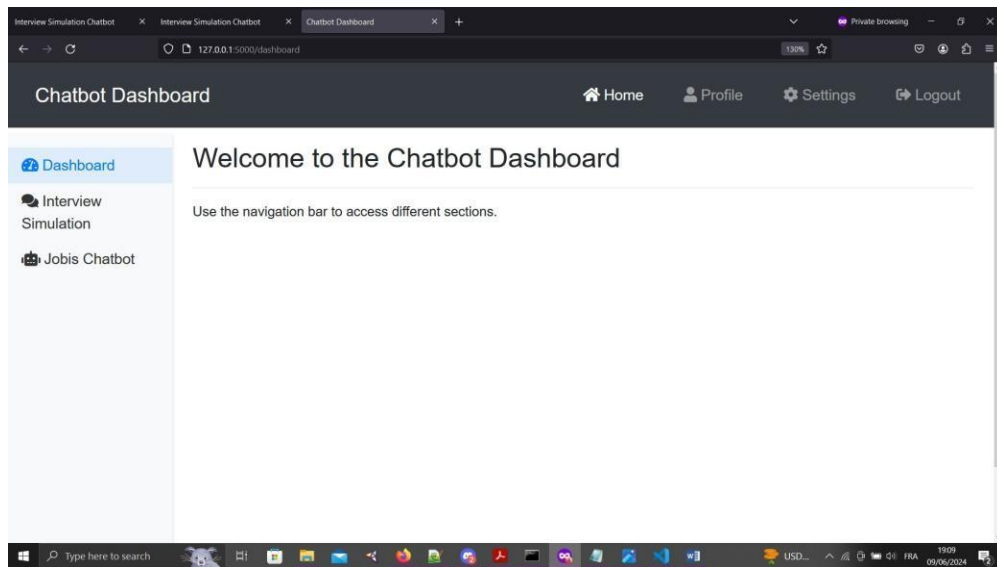 Interview Simulation Chatbot
Interview Simulation Chatbot
Chatbot Dashboard
Private browsing
127.0.0.1:5000/dashboard
130%
Chatbot Dashboard
Home
Profile
Settings
Logout
Dashboard
Welcome to the Chatbot Dashboard
Interview
Simulation
Use the navigation bar to access different sections.
Jobis Chatbot
Type here to search
USD...
FRA
19:09
09/06/2024
2